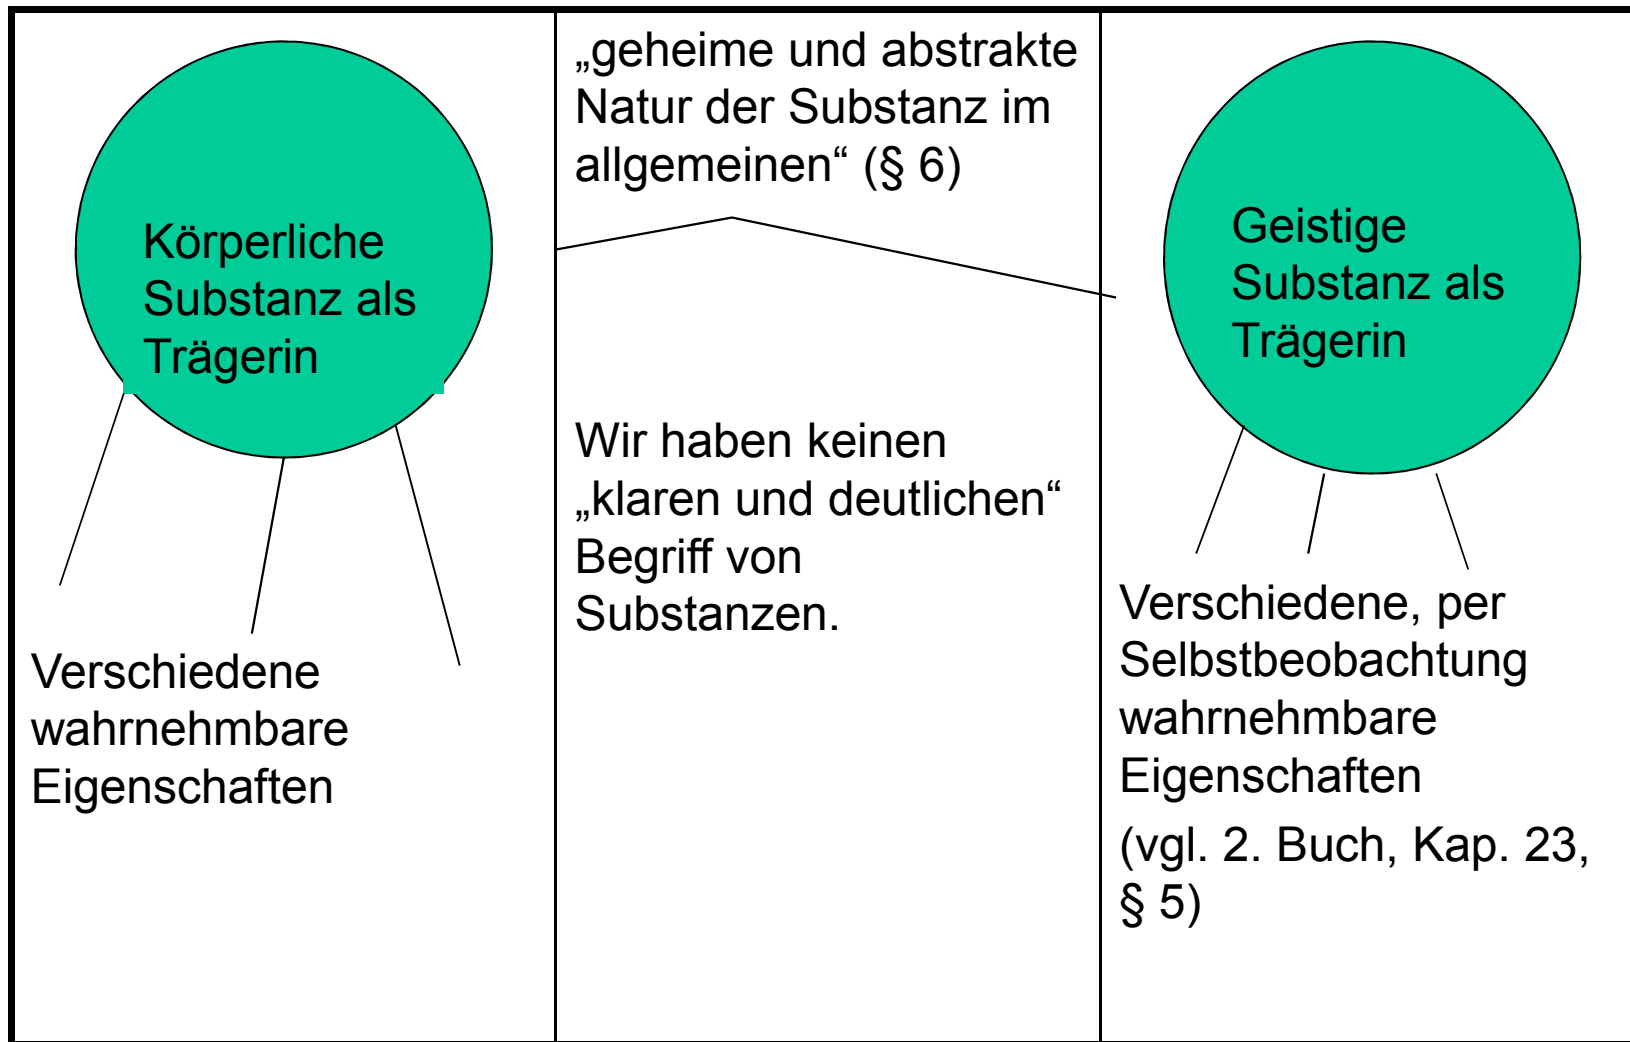 Körperliche
Substanz als
Trägerin
Verschiedene
wahrnehmbare
Eigenschaften
„geheime und abstrakte
Natur der Substanz im
allgemeinen“ (§ 6)
Wir haben keinen
„klaren und deutlichen“
Begriff von
Substanzen.
Geistige
Substanz als
Trägerin
Verschiedene, per
Selbstbeobachtung
wahrnehmbare
Eigenschaften
(vgl. 2. Buch, Kap. 23,
§ 5)